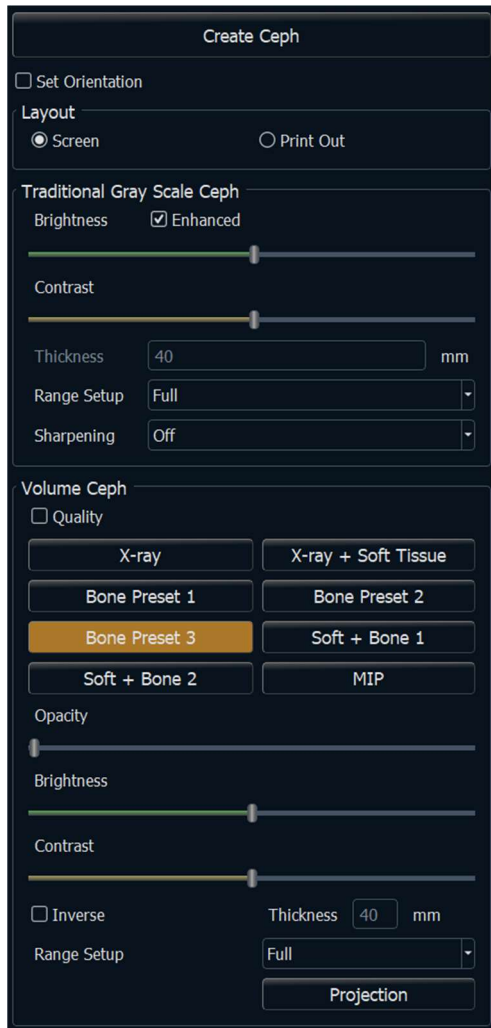 Create Ceph
Set Orientation
Layout
Screen Print Out
Traditional Gray Scale Ceph
Brightness Enhanced
Contrast
Thickness 40 mm
Range Setup Full
Sharpening Off
Volume Ceph
Quality
X-ray X-ray + Soft Tissue
Bone Preset 1 Bone Preset 2
Bone Preset 3 Soft + Bone 1
Soft + Bone 2 MIP
Opacity
Brightness
Contrast
Inverse Thickness 40 mm
Range Setup Full
Projection